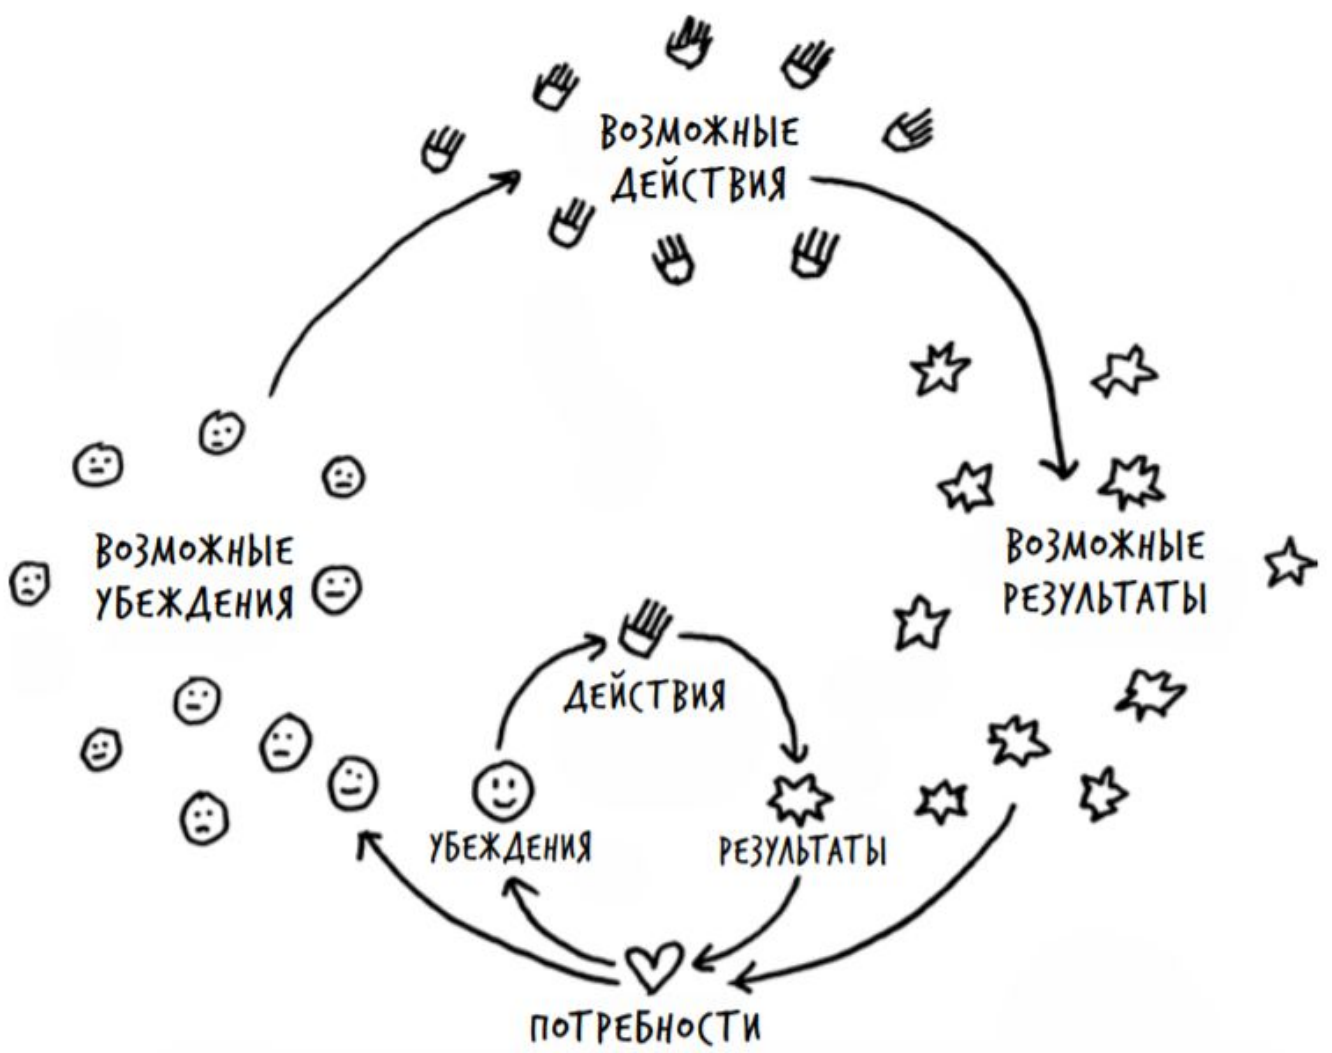 ВОЗМОЖНЫЕ
ДЕЙСТВИЯ
ВОЗМОЖНЫЕ
УБЕЖДЕНИЯ
ВОЗМОЖНЫЕ
РЕЗУЛЬТАТЫ
ДЕЙСТВИЯ
УБЕЖДЕНИЯ
РЕЗУЛЬТАТЫ
ПОТРЕБНОСТИ